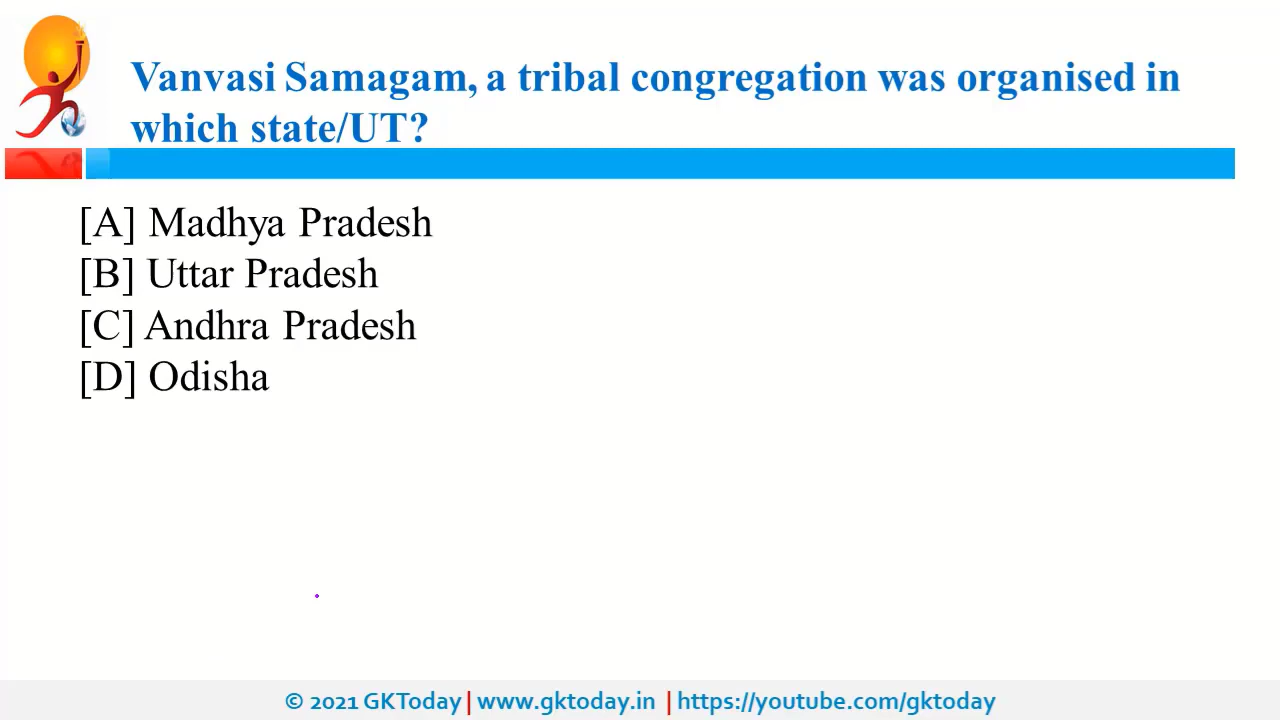 Vanvasi Samagam, a tribal congregation was organised in
which state/UT?
[A] Madhya Pradesh
[B] Uttar Pradesh
[C] Andhra Pradesh
[D] Odisha
© 2021 GKToday | www.gktoday.in | https://youtube.com/gktoday